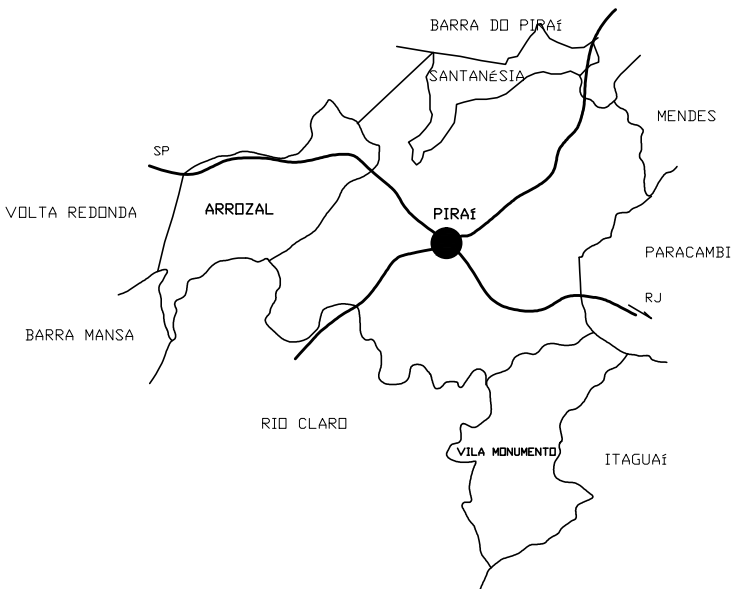 BARRA DO PIRAÍ
SANTANÉSIA
MENDES
SP
VOLTA REDONDA
ARROZAL
PIRAÍ
PARACAMBI
RJ
BARRA MANSA
RIO CLARO
VILA MONUMENTO
ITAGUAÍ